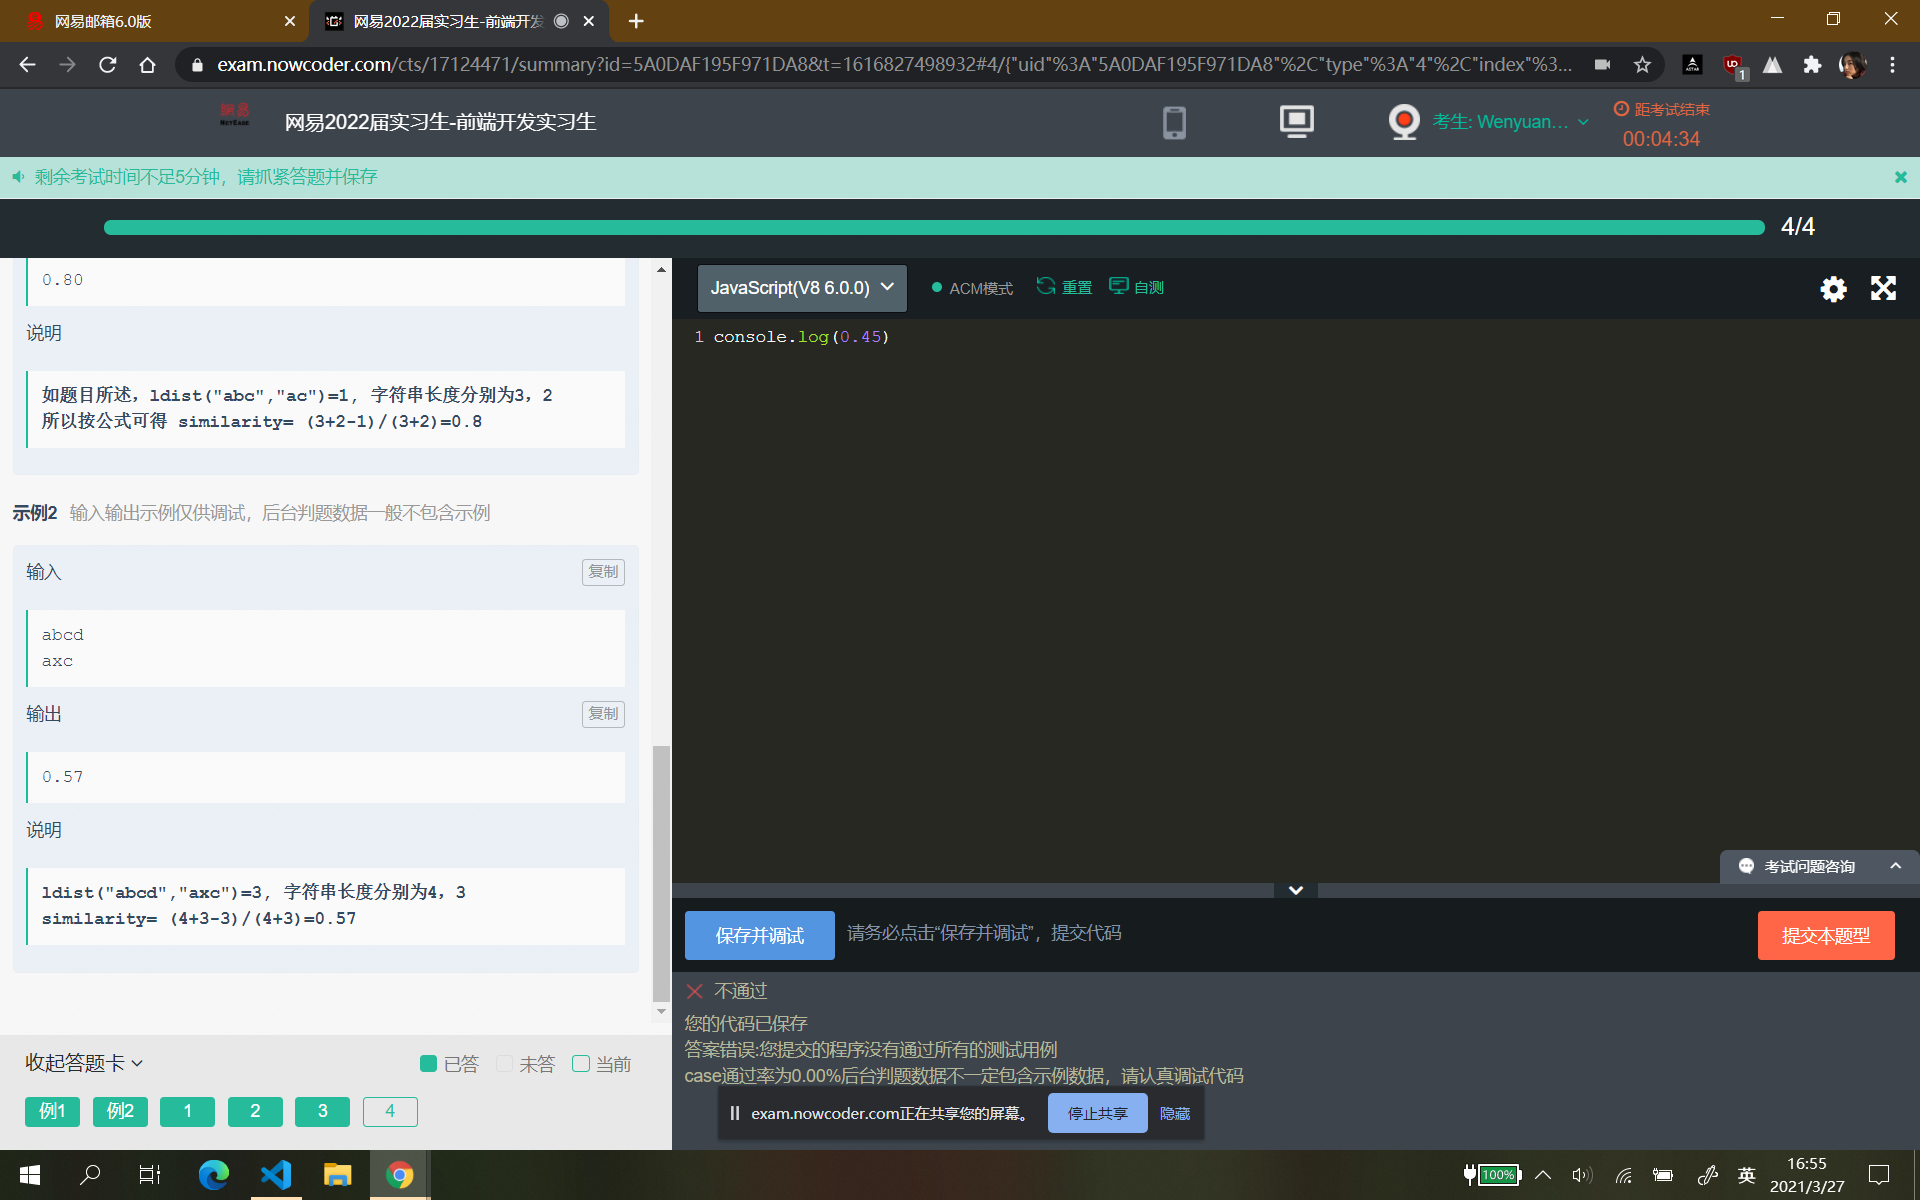 网易邮箱6.0版
网易2022届实习生-前端开发
exam.nowcoder.com/cts/17124471/summary?id=5A0DAF195F971DA8&t=1616827498932#4/{"uid"%3A"5A0DAF195F971DA8"%2C"type"%3A"4"%2C"index"%3...
网易
NetEase
网易2022届实习生-前端开发实习生
考生: Wenyuan...
距考试结束
00:04:34
剩余考试时间不足5分钟，请抓紧答题并保存
4/4
0.80
说明
如题目所述，ldist("abc","ac")=1, 字符串长度分别为3，2
所以按公式可得 similarity= (3+2-1)/(3+2)=0.8
示例2 输入输出示例仅供调试，后台判题数据一般不包含示例
输入
复制
abcd
axc
输出
复制
0.57
说明
ldist("abcd","axc")=3, 字符串长度分别为4，3
similarity= (4+3-3)/(4+3)=0.57
收起答题卡
已答 未答 当前
例1 例2 1 2 3 4
JavaScript(V8 6.0.0)
ACM模式
重置
自测
1 console.log(0.45)
考试问题咨询
保存并调试
请务必点击“保存并调试”，提交代码
提交本题型
不通过
您的代码已保存
答案错误:您提交的程序没有通过所有的测试用例
case通过率为0.00%后台判题数据不一定包含示例数据，请认真调试代码
exam.nowcoder.com正在共享您的屏幕。
停止共享
隐藏
100%
英
16:55
2021/3/27